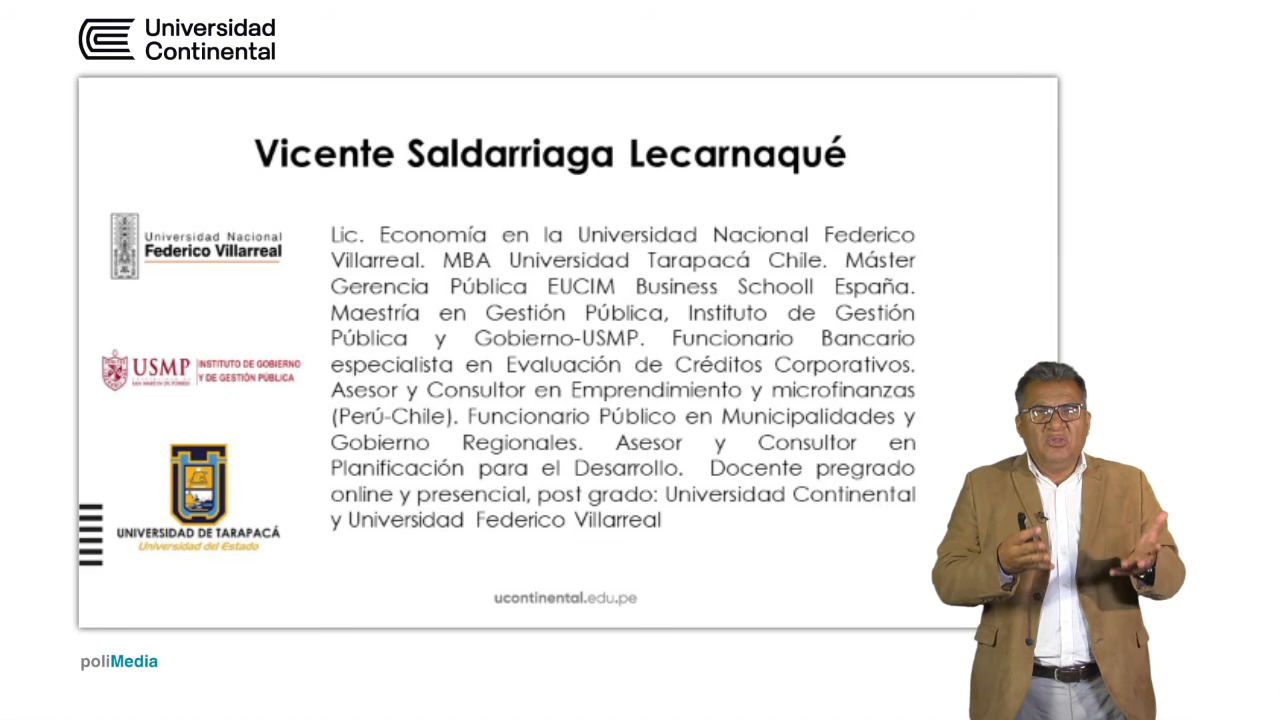 Universidad
Continental
Vicente Saldarriaga Lecarnaqué
Universidad Nacional
Federico Villarreal
USMP
INSTITUTO DE GOBIERNO
Y DE GESTIÓN PÚBLICA
UNIVERSIDAD DE TARAPACÁ
Universidad del Estado
Lic. Economía en la Universidad Nacional Federico
Villarreal. MBA Universidad Tarapacá Chile. Máster
Gerencia Pública EUCIM Business Schooll España.
Maestría en Gestión Pública, Instituto de Gestión
Pública y Gobierno-USMP. Funcionario Bancario
especialista en Evaluación de Créditos Corporativos.
Asesor y Consultor en Emprendimiento y microfinanzas
(Perú-Chile). Funcionario Público en Municipalidades y
Gobierno Regionales. Asesor y Consultor en
Planificación para el Desarrollo. Docente pregrado
online y presencial, post grado: Universidad Continental
y Universidad Federico Villarreal
ucontinental.edu.pe
poliMedia